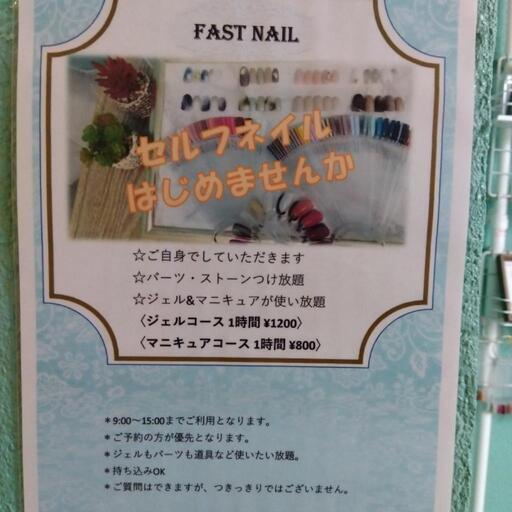 FAST NAIL
セルフネイル
はじめませんか
☆ご自身でしていただきます
☆パーツ・ストーンつけ放題
☆ジェル&マニキュアが使い放題
〈ジェルコース 1時間 ¥1200〉
〈マニキュアコース 1時間 ¥800〉
＊9:00～15:00までご利用となります。
＊ご予約の方が優先となります。
＊ジェルもパーツも道具など使いたい放題。
＊持ち込みOK
＊ご質問はできますが、つきっきりではございません。